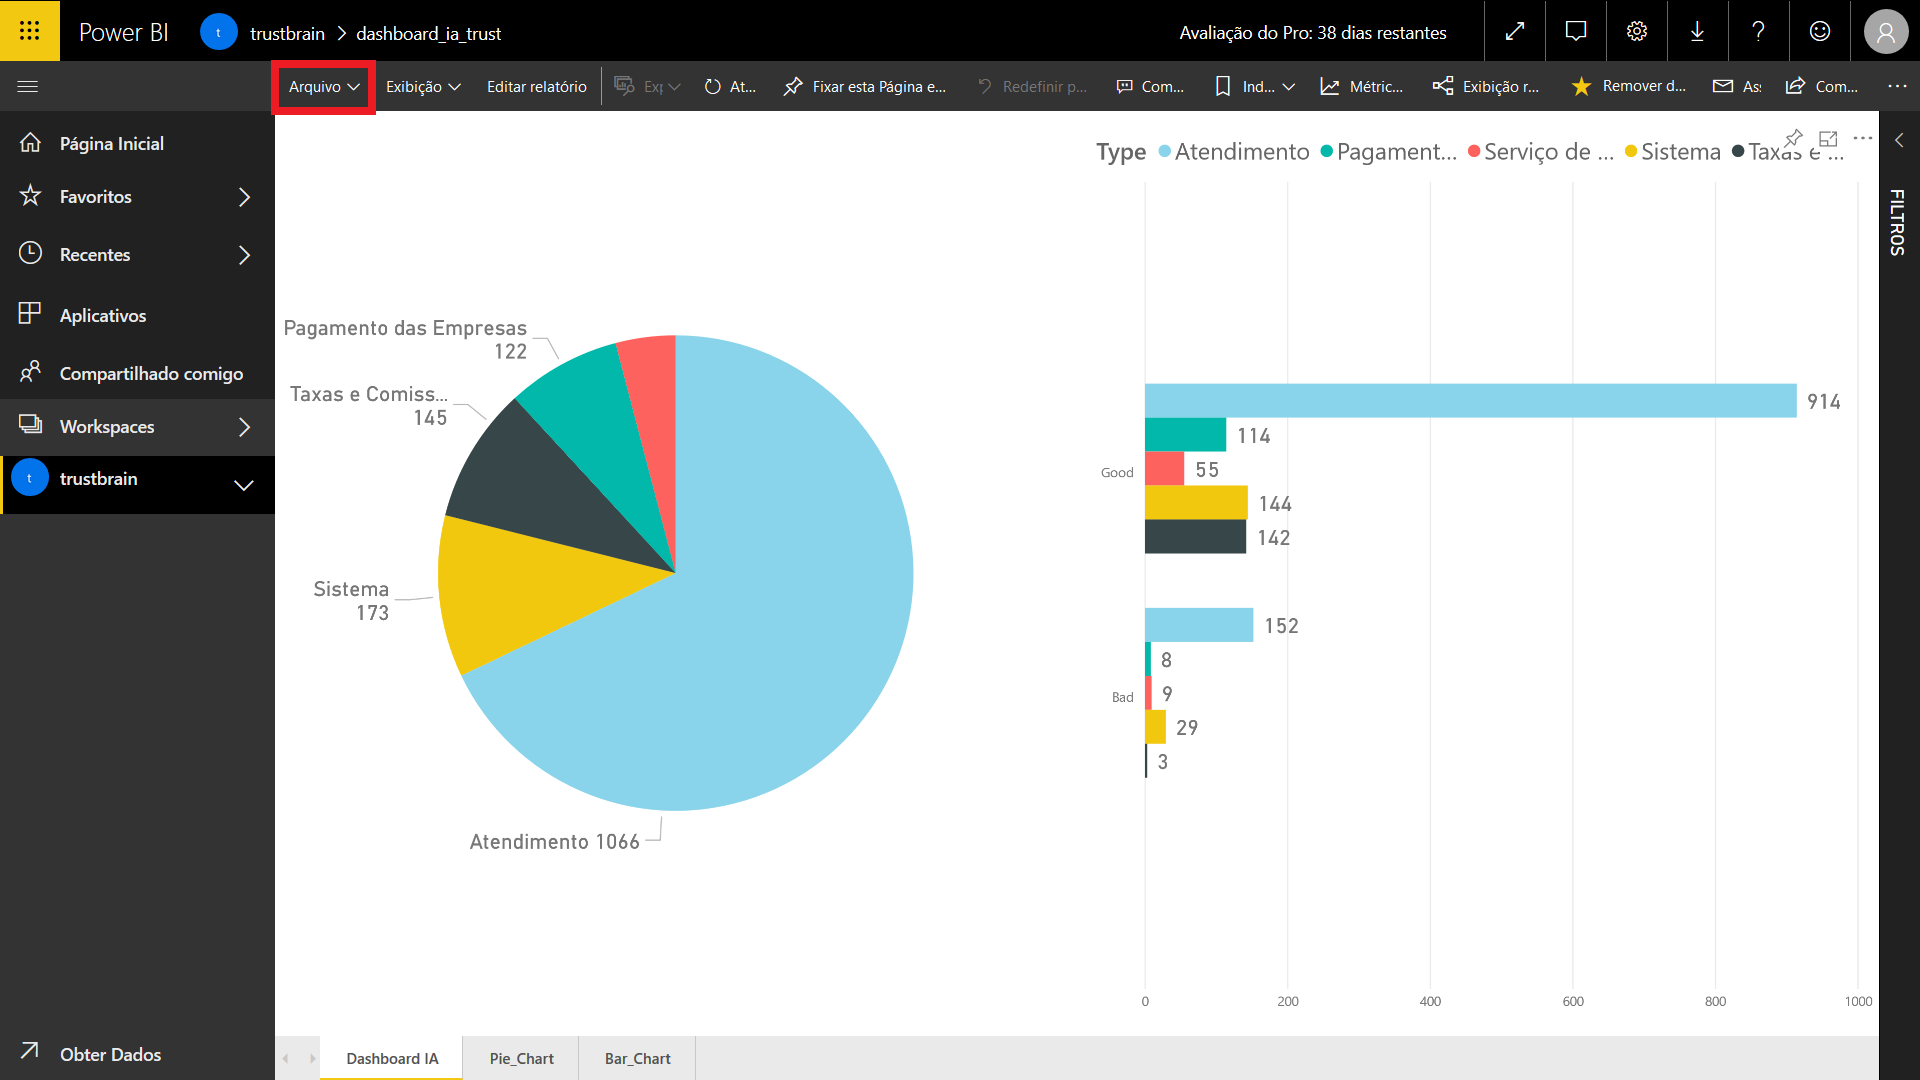 Power BI
t
trustbrain > dashboard_ia_trust
Avaliação do Pro: 38 dias restantes
?
Arquivo
Exibição
Editar relatório
Exp
At...
Fixar esta Página e...
Redefinir p...
Com...
Ind...
Métric...
Exibição r...
Remover d...
As
Com...
...
Página Inicial
Favoritos
Recentes
Aplicativos
Compartilhado comigo
Workspaces
t
trustbrain
Obter Dados
Pagamento das Empresas
122
Taxas e Comiss...
145
Sistema
173
Atendimento 1066
Type
Atendimento
Pagament...
Serviço de ...
Sistema
Taxas e ...
Good
914
114
55
144
142
Bad
152
8
9
29
3
0
200
400
600
800
1000
FILTROS
Dashboard IA
Pie_Chart
Bar_Chart